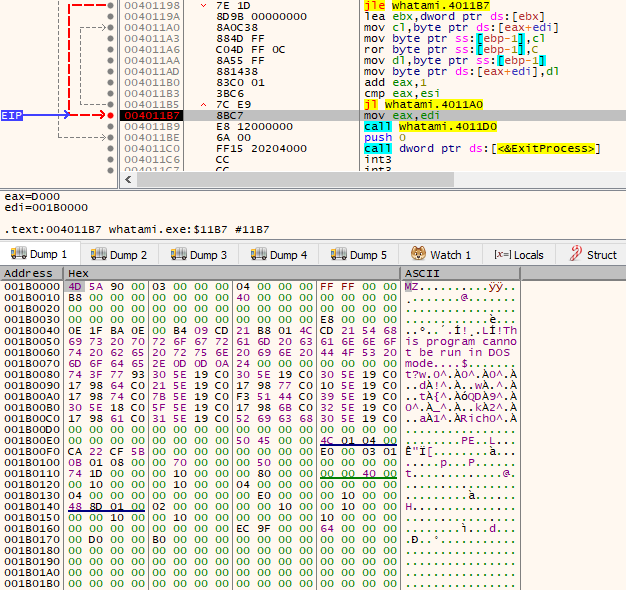 00401198 7E 1D jle whatami.4011B7
0040119A 8D9B 00000000 lea ebx,dword ptr ds:[ebx]
004011A0 8A0C38 mov cl,byte ptr ds:[eax+edi]
004011A3 884D FF mov byte ptr ss:[ebp-1],cl
004011A6 C04D FF 0C ror byte ptr ss:[ebp-1],C
004011AA 8A55 FF mov dl,byte ptr ss:[ebp-1]
004011AD 881438 mov byte ptr ds:[eax+edi],dl
004011B0 83C0 01 add eax,1
004011B3 3BC6 cmp eax,esi
004011B5 7C E9 jl whatami.4011A0
EIP 004011B7 8BC7 mov eax,edi
004011B9 E8 12000000 call whatami.4011D0
004011BE 6A 00 push 0
004011C0 FF15 20204000 call dword ptr ds:[<&ExitProcess>]
004011C6 CC int3
004011C7 CC int3
eax=D000
edi=001B0000
.text:004011B7 whatami.exe:$11B7 #11B7
Dump 1 Dump 2 Dump 3 Dump 4 Dump 5 Watch 1 [x=] Locals Struct
Address Hex ASCII
001B0000 4D 5A 90 00 03 00 00 00 04 00 00 00 FF FF 00 00 MZ..........ÿÿ..
001B0010 B8 00 00 00 00 00 00 00 40 00 00 00 00 00 00 00 ¸.......@.......
001B0020 00 00 00 00 00 00 00 00 00 00 00 00 00 00 00 00 ................
001B0030 00 00 00 00 00 00 00 00 00 00 00 00 E8 00 00 00 ............è...
001B0040 0E 1F BA 0E 00 B4 09 CD 21 B8 01 4C CD 21 54 68 ..º..´.Í!¸.LÍ!Th
001B0050 69 73 20 70 72 6F 67 72 61 6D 20 63 61 6E 6E 6F is program canno
001B0060 74 20 62 65 20 72 75 6E 20 69 6E 20 44 4F 53 20 t be run in DOS
001B0070 6D 6F 64 65 2E 0D 0D 0A 24 00 00 00 00 00 00 00 mode....$.......
001B0080 74 3F 77 93 30 5E 19 C0 30 5E 19 C0 30 5E 19 C0 t?w.0^.À0^.À0^.À
001B0090 17 98 64 C0 21 5E 19 C0 17 98 77 C0 10 5E 19 C0 ..dÀ!^.À..wÀ.^.À
001B00A0 17 98 74 C0 7B 5E 19 C0 F3 51 44 C0 39 5E 19 C0 ..tÀ{^.ÀóQDÀ9^.À
001B00B0 30 5E 18 C0 5F 5E 19 C0 17 98 6B C0 32 5E 19 C0 0^.À_^.À..kÀ2^.À
001B00C0 17 98 61 C0 31 5E 19 C0 52 69 63 68 30 5E 19 C0 ..aÀ1^.ÀRich0^.À
001B00D0 00 00 00 00 00 00 00 00 00 00 00 00 00 00 00 00 ................
001B00E0 00 00 00 00 00 00 00 00 50 45 00 00 4C 01 04 00 ........PE..L...
001B00F0 CA 22 CF 5B 00 00 00 00 00 00 00 00 E0 00 03 01 Ê"Ï[........à...
001B0100 0B 01 08 00 00 70 00 00 00 50 00 00 00 00 00 00 .....p...P......
001B0110 74 1D 00 00 00 10 00 00 00 80 00 00 00 00 40 00 t.............@.
001B0120 00 10 00 00 00 10 00 00 04 00 00 00 00 00 00 00 ................
001B0130 04 00 00 00 00 00 00 00 00 E0 00 00 00 10 00 00 .........à......
001B0140 48 8D 01 00 02 00 00 00 00 00 10 00 00 10 00 00 H...............
001B0150 00 00 10 00 00 10 00 00 00 00 00 00 10 00 00 00 ................
001B0160 00 00 00 00 00 00 00 00 EC 9F 00 00 64 00 00 00 ........ì...d...
001B0170 00 D0 00 00 B0 00 00 00 00 00 00 00 00 00 00 00 .Ð..°...........
001B0180 00 00 00 00 00 00 00 00 00 00 00 00 00 00 00 00 ................
001B0190 00 00 00 00 00 00 00 00 00 00 00 00 00 00 00 00 ................
001B01A0 00 00 00 00 00 00 00 00 00 00 00 00 00 00 00 00 ................
001B01B0 00 00 00 00 00 00 00 00 00 00 00 00 00 00 00 00 ................